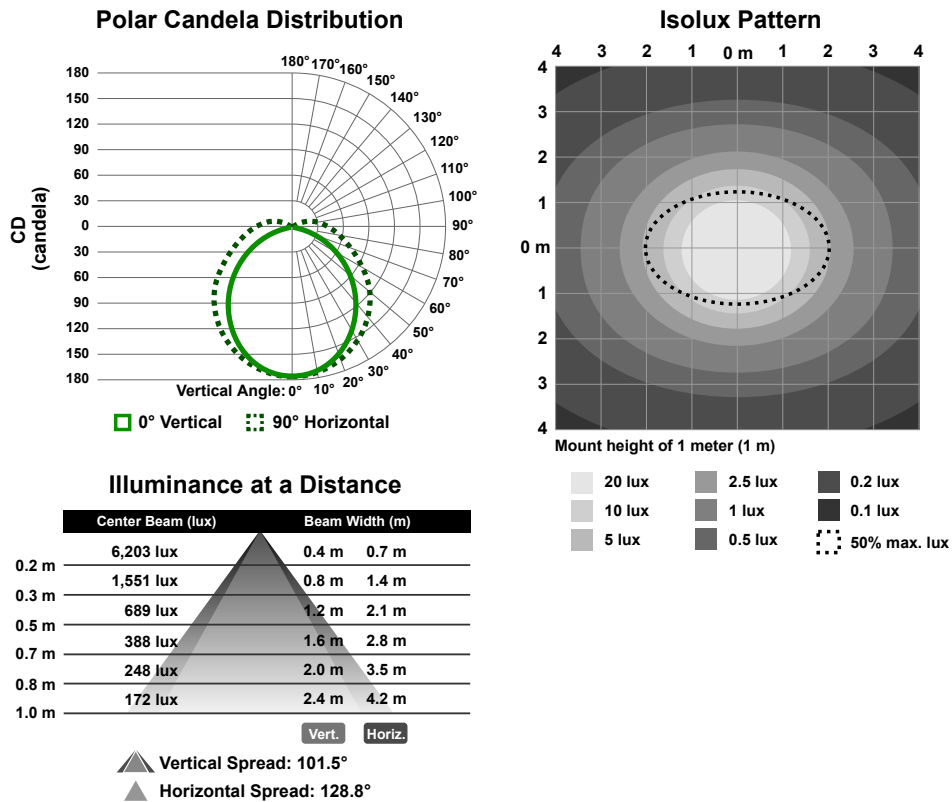 Polar Candela Distribution
180
150
120
90
60
30
0
30
60
90
120
150
180
CD
(candela)
180°
170°
160°
150°
140°
130°
120°
110°
100°
90°
80°
70°
60°
50°
40°
30°
20°
10°
Vertical Angle: 0°
0° Vertical
90° Horizontal
Isolux Pattern
4 3 2 1 0 m 1 2 3 4
4
3
2
1
0 m
1
2
3
4
Mount height of 1 meter (1 m)
20 lux
10 lux
5 lux
2.5 lux
1 lux
0.5 lux
0.2 lux
0.1 lux
50% max. lux
Illuminance at a Distance
Center Beam (lux) Beam Width (m)
6,203 lux 0.4 m 0.7 m
0.2 m
1,551 lux 0.8 m 1.4 m
0.3 m
689 lux 1.2 m 2.1 m
0.5 m
388 lux 1.6 m 2.8 m
0.7 m
248 lux 2.0 m 3.5 m
0.8 m
172 lux 2.4 m 4.2 m
1.0 m
Vert. Horiz.
Vertical Spread: 101.5°
Horizontal Spread: 128.8°